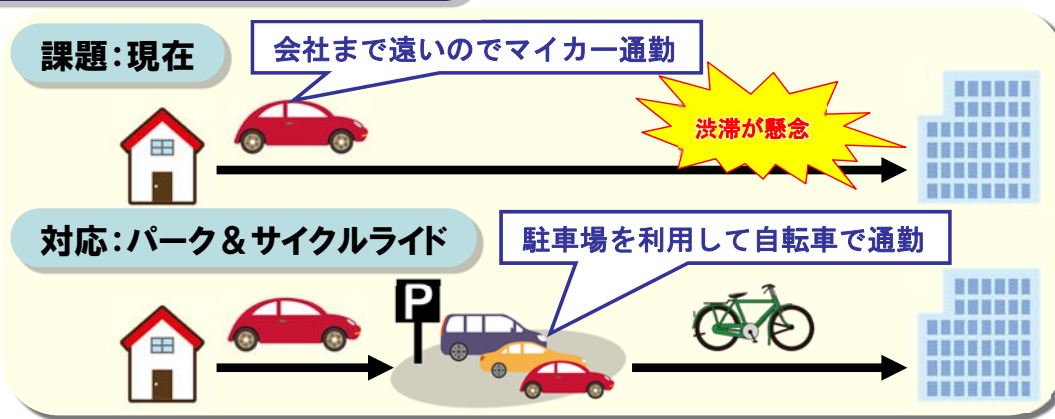 課題：現在
会社まで遠いのでマイカー通勤
渋滞が懸念
対応：パーク＆サイクルライド
駐車場を利用して自転車で通勤
P